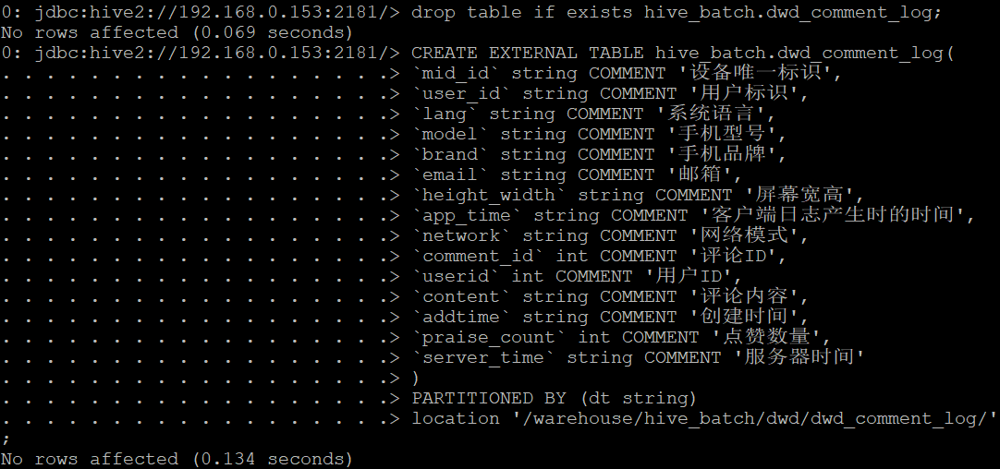 0: jdbc:hive2://192.168.0.153:2181/> drop table if exists hive_batch.dwd_comment_log;
No rows affected (0.069 seconds)
0: jdbc:hive2://192.168.0.153:2181/> CREATE EXTERNAL TABLE hive_batch.dwd_comment_log(
. . . . . . . . . . . . . . . . . .> `mid_id` string COMMENT '设备唯一标识',
. . . . . . . . . . . . . . . . . .> `user_id` string COMMENT '用户标识',
. . . . . . . . . . . . . . . . . .> `lang` string COMMENT '系统语言',
. . . . . . . . . . . . . . . . . .> `model` string COMMENT '手机型号',
. . . . . . . . . . . . . . . . . .> `brand` string COMMENT '手机品牌',
. . . . . . . . . . . . . . . . . .> `email` string COMMENT '邮箱',
. . . . . . . . . . . . . . . . . .> `height_width` string COMMENT '屏幕宽高',
. . . . . . . . . . . . . . . . . .> `app_time` string COMMENT '客户端日志产生时的时间',
. . . . . . . . . . . . . . . . . .> `network` string COMMENT '网络模式',
. . . . . . . . . . . . . . . . . .> `comment_id` int COMMENT '评论ID',
. . . . . . . . . . . . . . . . . .> `userid` int COMMENT '用户ID',
. . . . . . . . . . . . . . . . . .> `content` string COMMENT '评论内容',
. . . . . . . . . . . . . . . . . .> `addtime` string COMMENT '创建时间',
. . . . . . . . . . . . . . . . . .> `praise_count` int COMMENT '点赞数量',
. . . . . . . . . . . . . . . . . .> `server_time` string COMMENT '服务器时间'
. . . . . . . . . . . . . . . . . .> )
. . . . . . . . . . . . . . . . . .> PARTITIONED BY (dt string)
. . . . . . . . . . . . . . . . . .> location '/warehouse/hive_batch/dwd/dwd_comment_log/'
;
No rows affected (0.134 seconds)